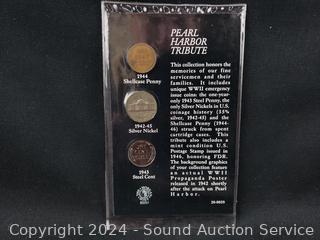 PEARL
HARBOR
TRIBUTE
This collection honors the
memories of our fine
servicemen and their
families. It includes
unique WWII emergency
issue coins: the one-year-
only 1943 Steel Penny, the
only Silver Nickels in U.S.
coinage history (35%
silver, 1942-45) and the
Shellcase Penny (1944-
46) struck from spent
cartridge cases. This
tribute also includes a
mint condition U.S.
Postage Stamp issued in
1946, honoring FDR. The
background graphics
of your collection feature
an actual WWII
Propaganda Poster
released in 1942 shortly
after the attack on Pearl
Harbor.
1944
Shellcase Penny
1942-45
Silver Nickel
1943
Steel Cent
Copyright 2024 - Sound Auction Service